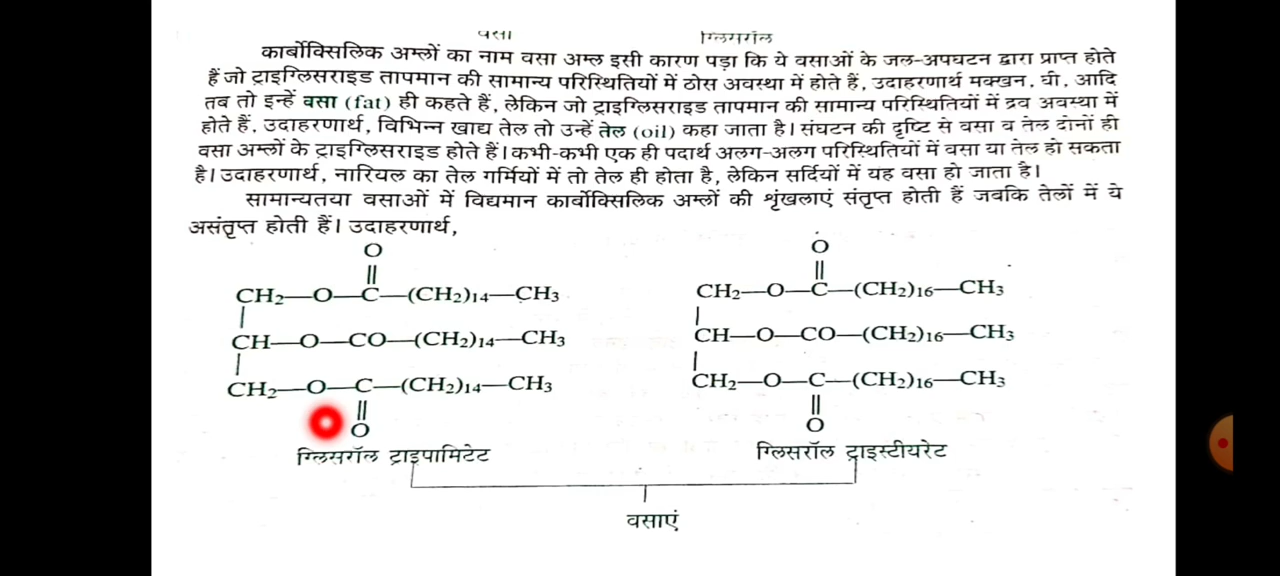 वसा ग्लिसरॉल
कार्बोक्सिलिक अम्लों का नाम वसा अम्ल इसी कारण पड़ा कि ये वसाओं के जल-अपघटन द्वारा प्राप्त होते
हैं जो ट्राइग्लिसराइड तापमान की सामान्य परिस्थितियों में ठोस अवस्था में होते हैं, उदाहरणार्थ मक्खन, घी, आदि
तब तो इन्हें वसा (fat) ही कहते हैं, लेकिन जो ट्राइग्लिसराइड तापमान की सामान्य परिस्थितियों में द्रव अवस्था में
होते हैं, उदाहरणार्थ, विभिन्न खाद्य तेल तो उन्हें तेल (oil) कहा जाता है। संघटन की दृष्टि से वसा व तेल दोनों ही
वसा अम्लों के ट्राइग्लिसराइड होते हैं। कभी-कभी एक ही पदार्थ अलग-अलग परिस्थितियों में वसा या तेल हो सकता
है। उदाहरणार्थ, नारियल का तेल गर्मियों में तो तेल ही होता है, लेकिन सर्दियों में यह वसा हो जाता है।
सामान्यतया वसाओं में विद्यमान कार्बोक्सिलिक अम्लों की शृंखलाएं संतृप्त होती हैं जबकि तेलों में ये
असंतृप्त होती हैं। उदाहरणार्थ,
O O
|| ||
CH₂—O—C—(CH₂)₁₄—CH₃ CH₂—O—C—(CH₂)₁₆—CH₃
| |
CH—O—CO—(CH₂)₁₄—CH₃ CH—O—CO—(CH₂)₁₆—CH₃
| |
CH₂—O—C—(CH₂)₁₄—CH₃ CH₂—O—C—(CH₂)₁₆—CH₃
|| ||
O O
ग्लिसरॉल ट्राइपामिटेट ग्लिसरॉल ट्राइस्टीयरेट
वसाएं